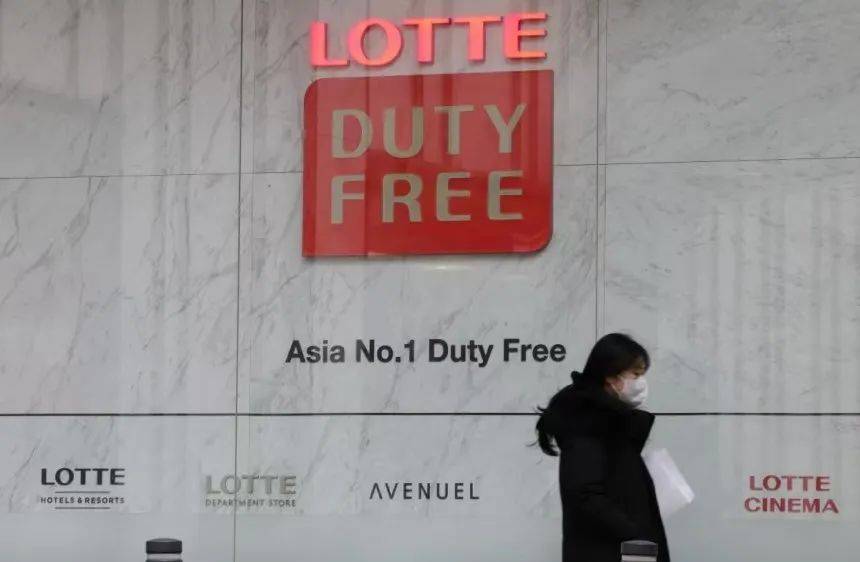 LOTTE
DUTY
FREE
Asia No.1 Duty Free
LOTTE
HOTELS & RESORTS
LOTTE
DEPARTMENT STORE
AVENUEL
LOTTE
CINEMA